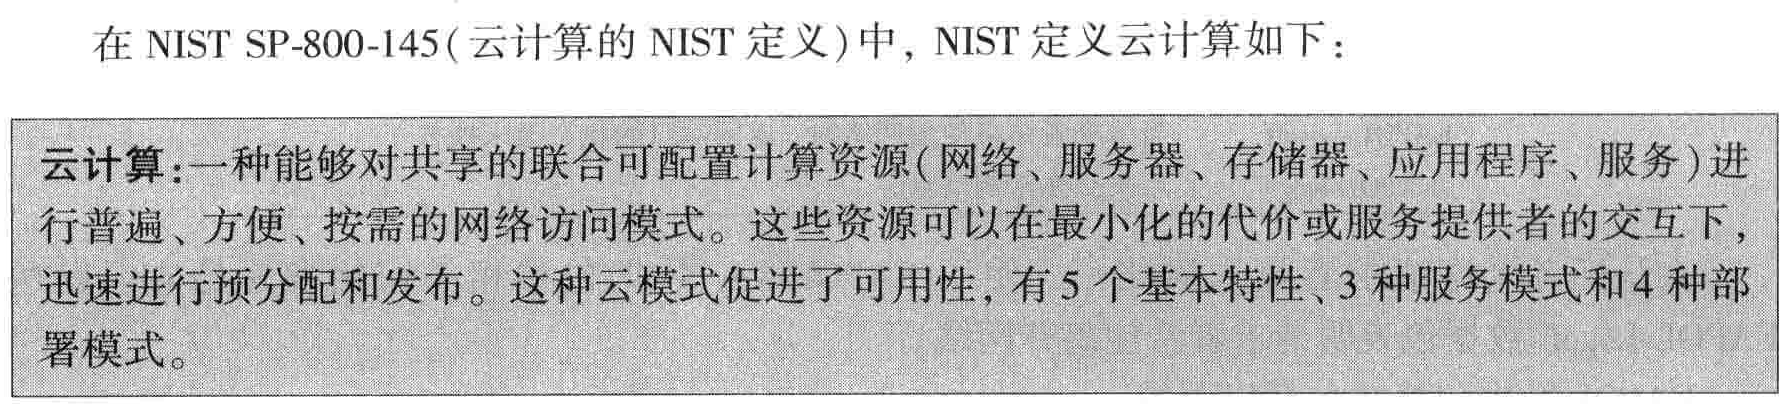 在 NIST SP-800-145(云计算的 NIST 定义)中, NIST 定义云计算如下:
云计算:一种能够对共享的联合可配置计算资源(网络、服务器、存储器、应用程序、服务)进
行普遍、方便、按需的网络访问模式。这些资源可以在最小化的代价或服务提供者的交互下,
迅速进行预分配和发布。这种云模式促进了可用性, 有 5 个基本特性、3 种服务模式和 4 种部
署模式。